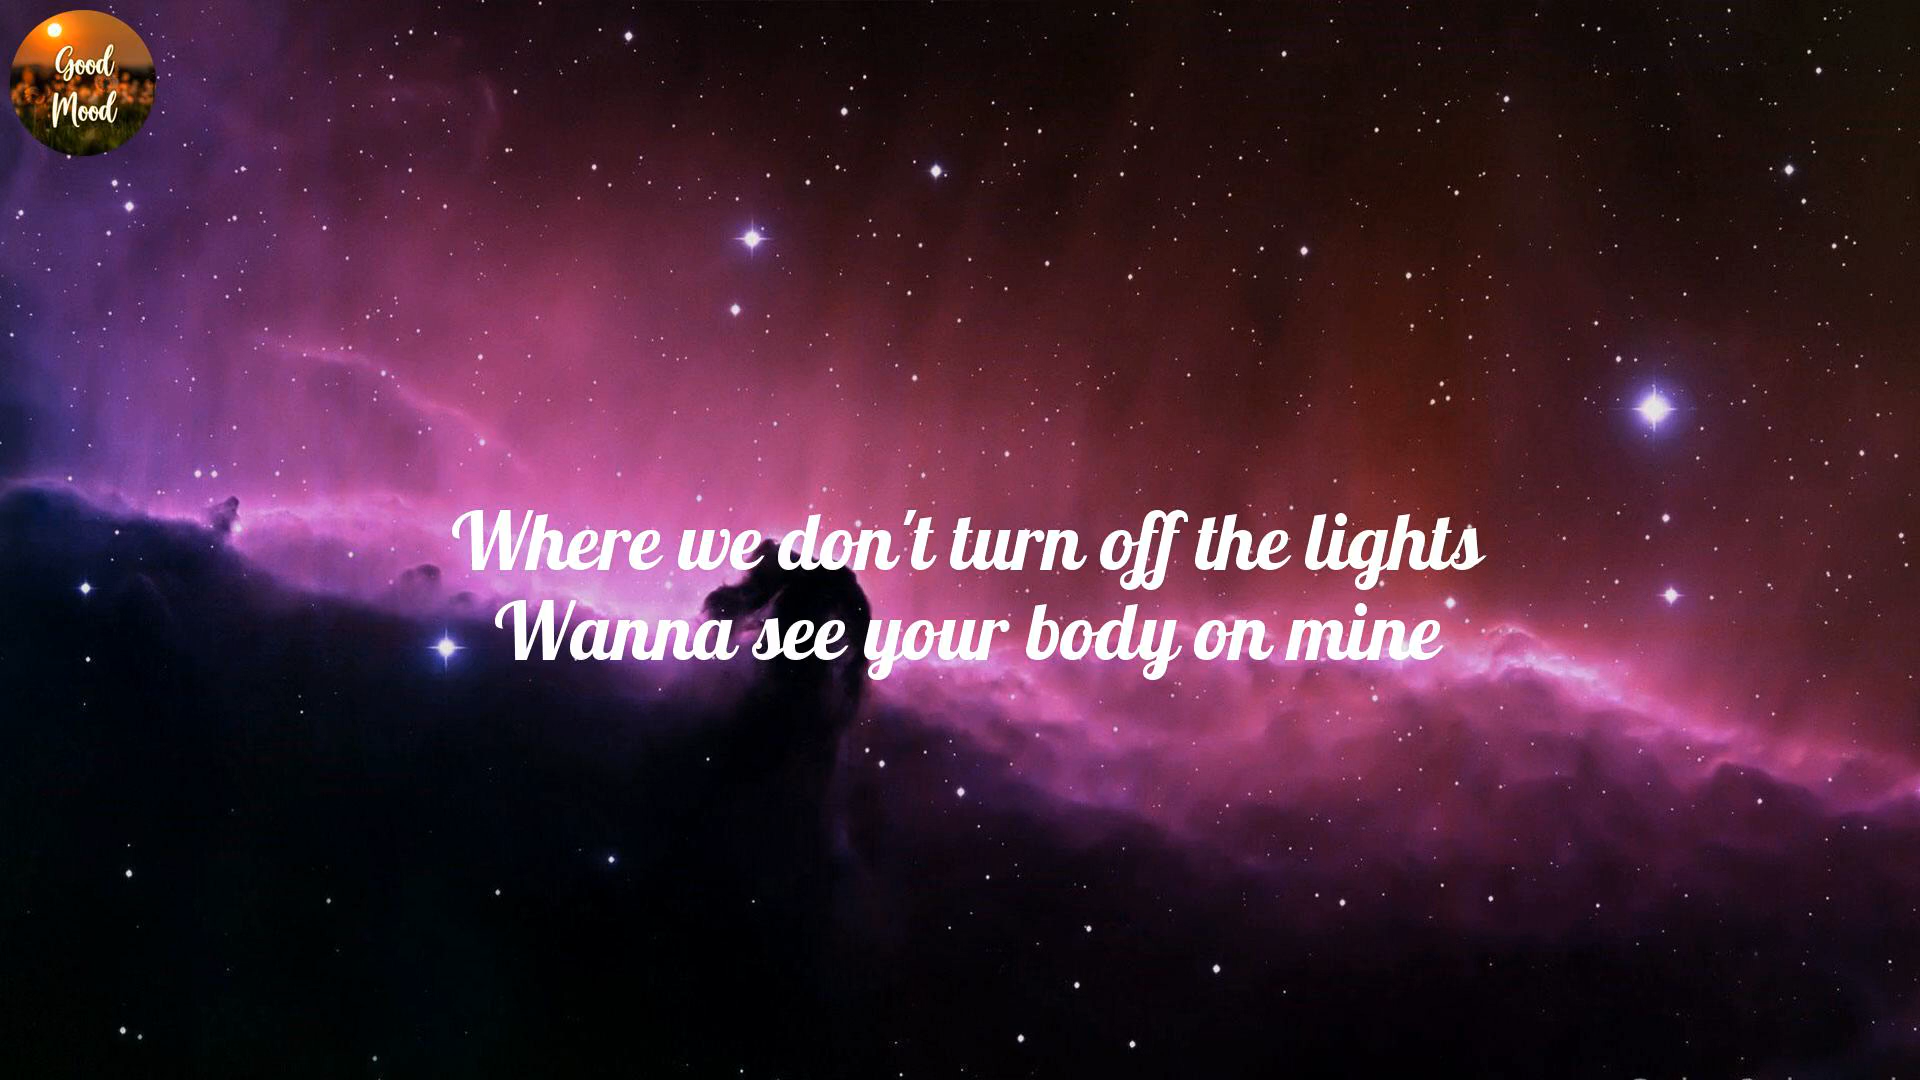 Good
Mood
Where we don't turn off the lights
Wanna see your body on mine